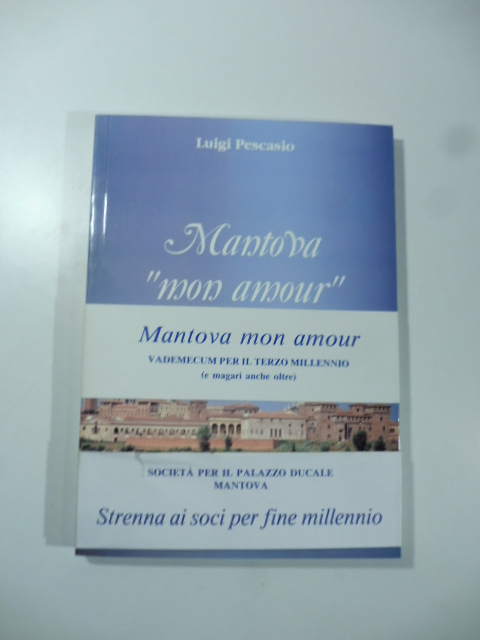 Luigi Pescasio
Mantova
"mon amour"
Mantova mon amour
VADEMECUM PER IL TERZO MILLENNIO
(e magari anche oltre)
SOCIETÀ PER IL PALAZZO DUCALE
MANTOVA
Strenna ai soci per fine millennio